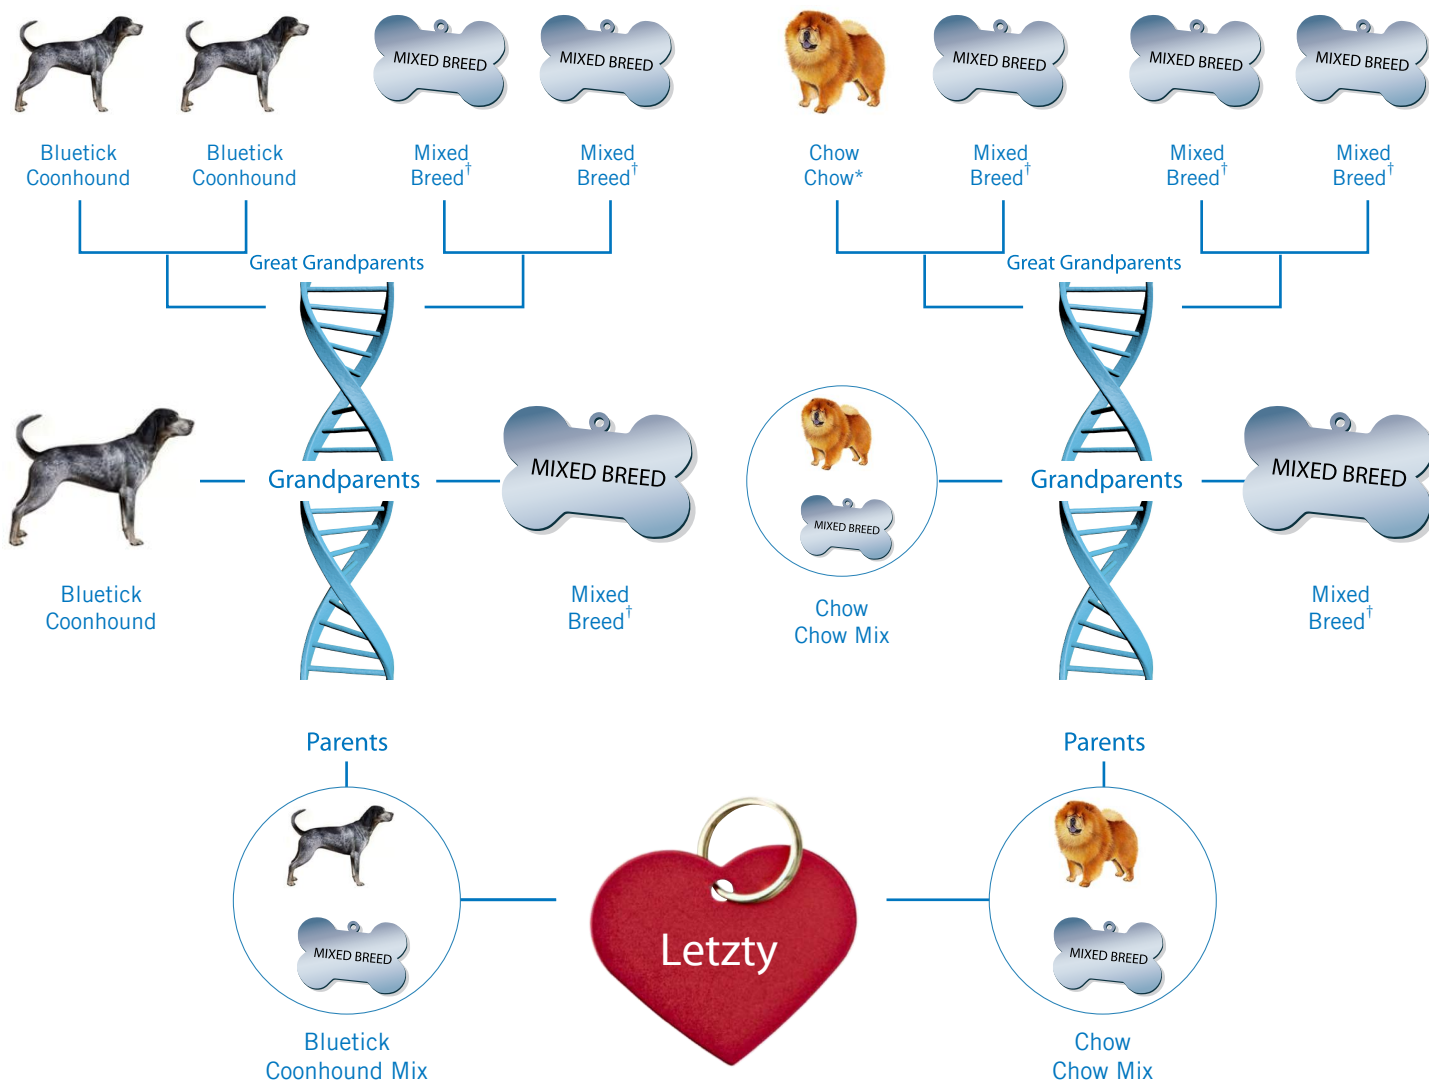 MIXED BREED
MIXED BREED
MIXED BREED
MIXED BREED
MIXED BREED
Bluetick
Coonhound
Bluetick
Coonhound
Mixed
Breed†
Mixed
Breed†
Chow
Chow*
Mixed
Breed†
Mixed
Breed†
Mixed
Breed†
Great Grandparents
Great Grandparents
MIXED BREED
MIXED BREED
MIXED BREED
Grandparents
Grandparents
Bluetick
Coonhound
Mixed
Breed†
Chow
Chow Mix
Mixed
Breed†
Parents
Parents
MIXED BREED
Letzty
MIXED BREED
Bluetick
Coonhound Mix
Chow
Chow Mix